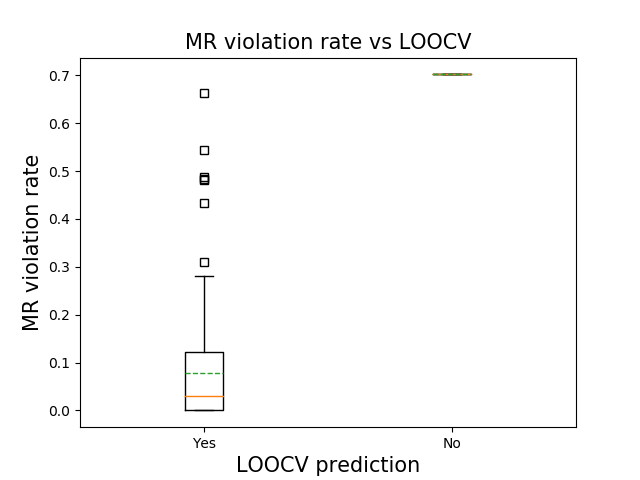 MR violation rate vs LOOCV
MR violation rate
0.7
0.6
0.5
0.4
0.3
0.2
0.1
0.0
Yes
No
LOOCV prediction